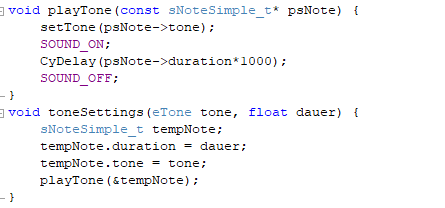 void playTone(const sNoteSimple_t* psNote) {
    setTone(psNote->tone);
    SOUND_ON;
    CyDelay(psNote->duration*1000);
    SOUND_OFF;
}
void toneSettings(eTone tone, float dauer) {
    sNoteSimple_t tempNote;
    tempNote.duration = dauer;
    tempNote.tone = tone;
    playTone(&tempNote);
}